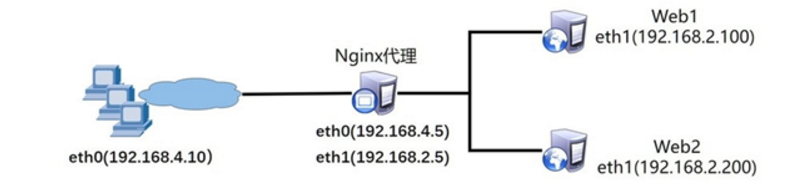 Web1
eth1(192.168.2.100)
Nginx代理
eth0(192.168.4.5)
eth1(192.168.2.5)
eth0(192.168.4.10）
Web2
eth1(192.168.2.200)